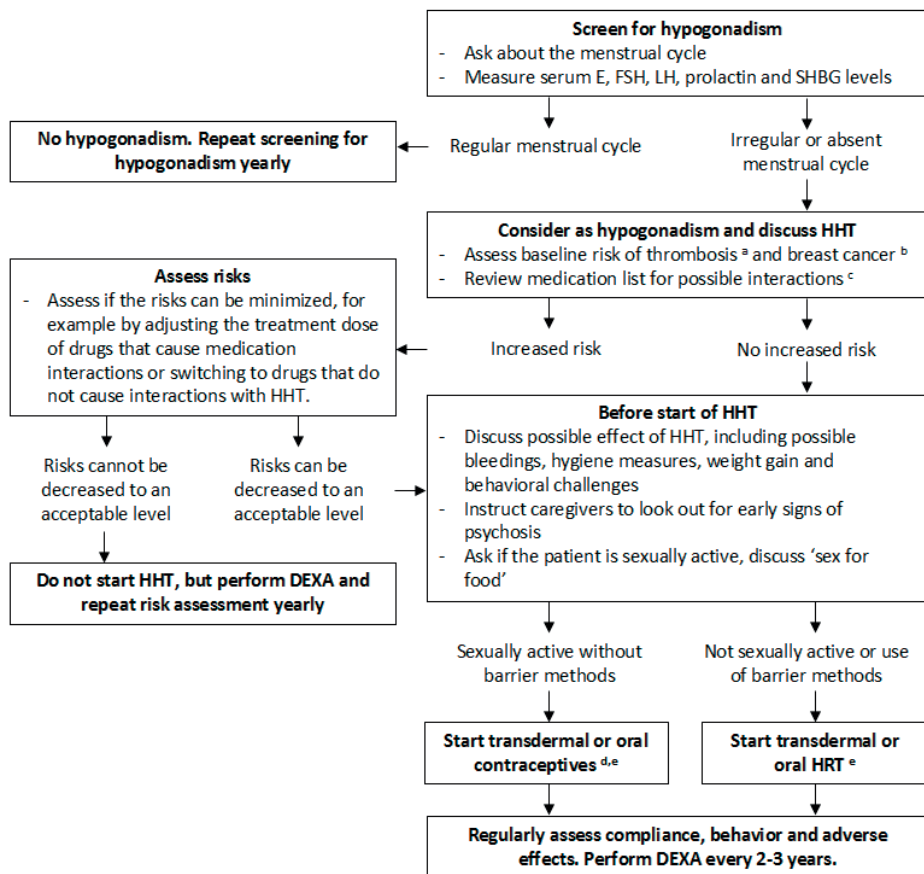 Screen for hypogonadism
- Ask about the menstrual cycle
- Measure serum E, FSH, LH, prolactin and SHBG levels
No hypogonadism. Repeat screening for
hypogonadism yearly
Regular menstrual cycle
Irregular or absent
menstrual cycle
Consider as hypogonadism and discuss HHT
- Assess baseline risk of thrombosis a and breast cancer b
- Review medication list for possible interactions c
Assess risks
- Assess if the risks can be minimized, for
example by adjusting the treatment dose
of drugs that cause medication
interactions or switching to drugs that do
not cause interactions with HHT.
Increased risk
No increased risk
Risks cannot be
decreased to an
acceptable level
Risks can be
decreased to an
acceptable level
Before start of HHT
- Discuss possible effect of HHT, including possible
bleedings, hygiene measures, weight gain and
behavioral challenges
- Instruct caregivers to look out for early signs of
psychosis
- Ask if the patient is sexually active, discuss ‘sex for
food’
Do not start HHT, but perform DEXA and
repeat risk assessment yearly
Sexually active without
barrier methods
Not sexually active or use
of barrier methods
Start transdermal or oral
contraceptives d,e
Start transdermal or
oral HRT e
Regularly assess compliance, behavior and adverse
effects. Perform DEXA every 2-3 years.